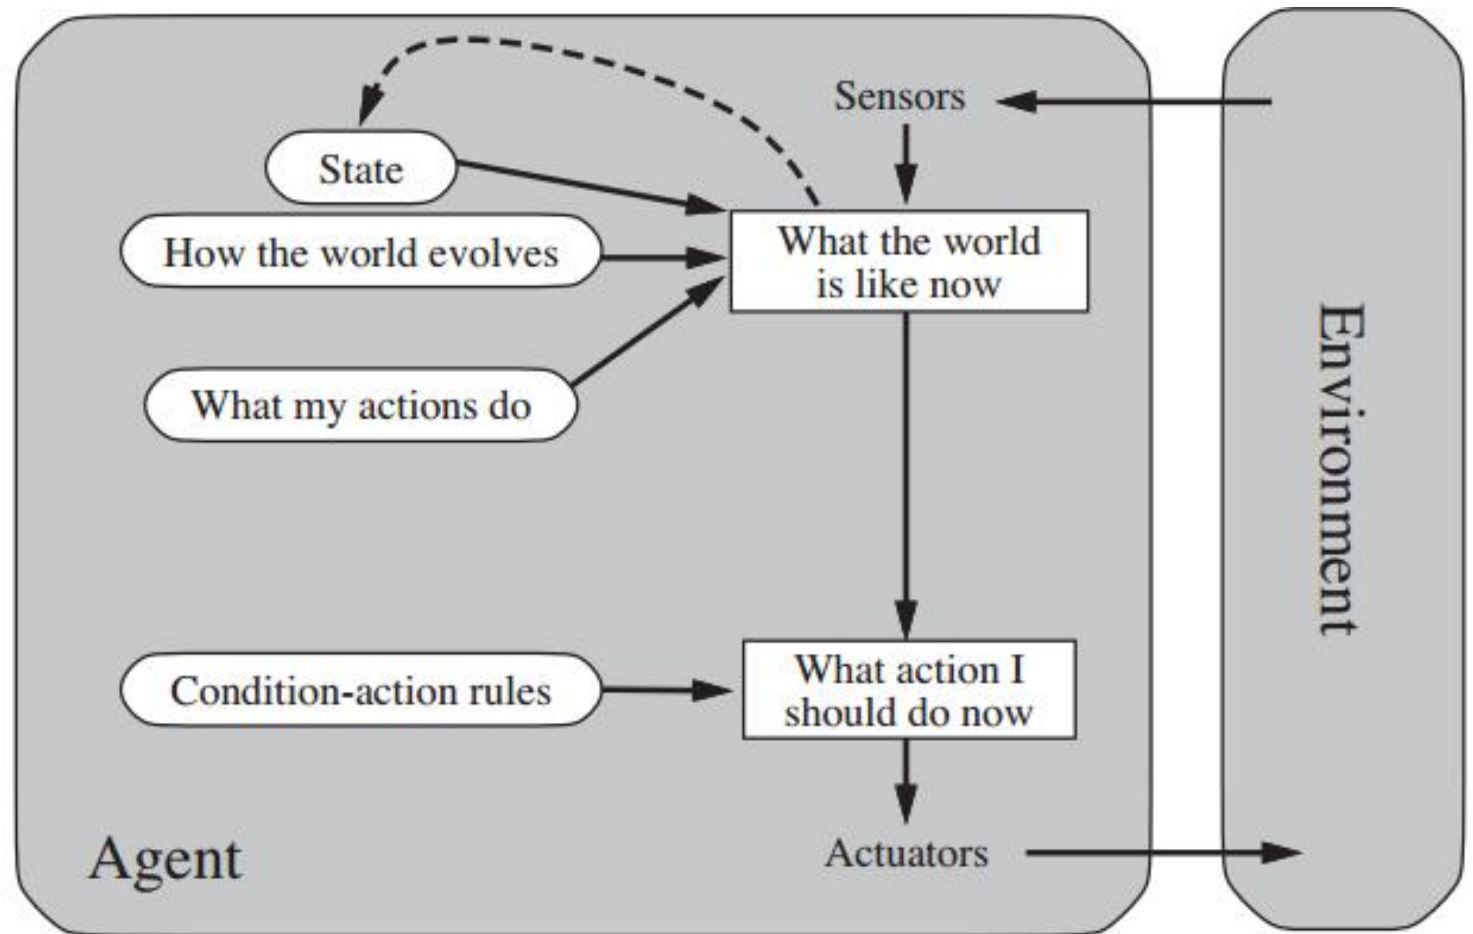 Sensors
State
How the world evolves
What the world
is like now
What my actions do
Environment
Condition-action rules
What action I
should do now
Agent
Actuators